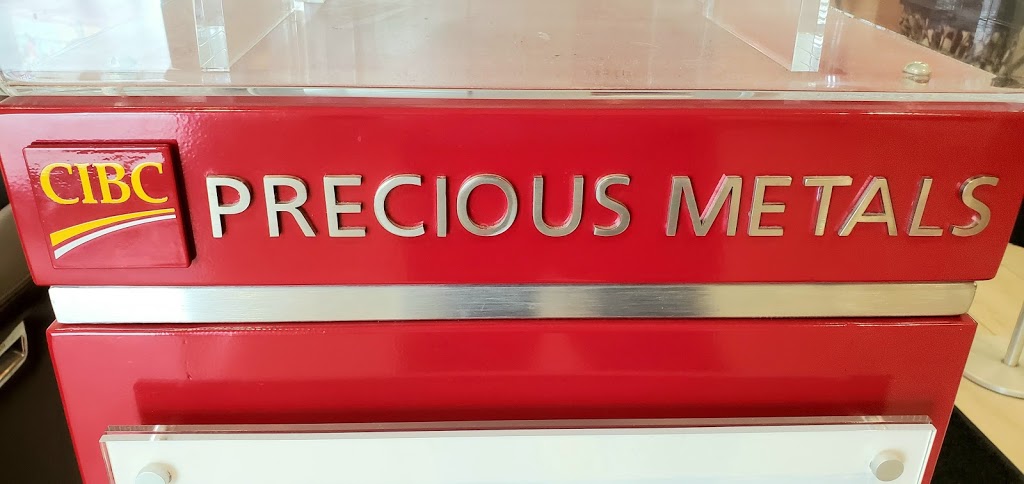 CIBC PRECIOUS METALS